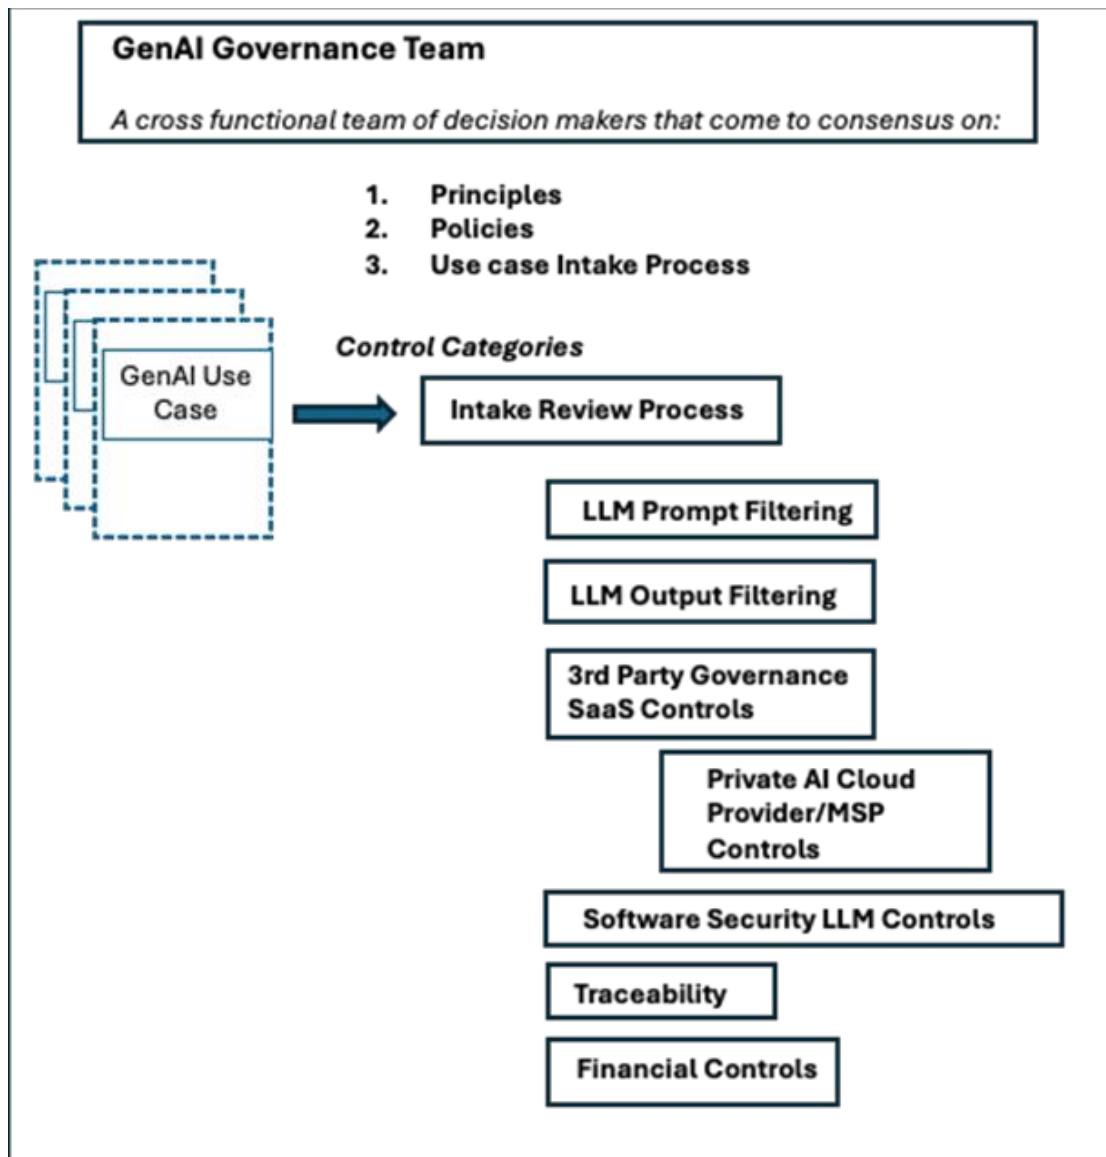 GenAI Governance Team
A cross functional team of decision makers that come to consensus on:
1. Principles
2. Policies
3. Use case Intake Process
Control Categories
GenAI Use
Case
Intake Review Process
LLM Prompt Filtering
LLM Output Filtering
3rd Party Governance
SaaS Controls
Private AI Cloud
Provider/MSP
Controls
Software Security LLM Controls
Traceability
Financial Controls